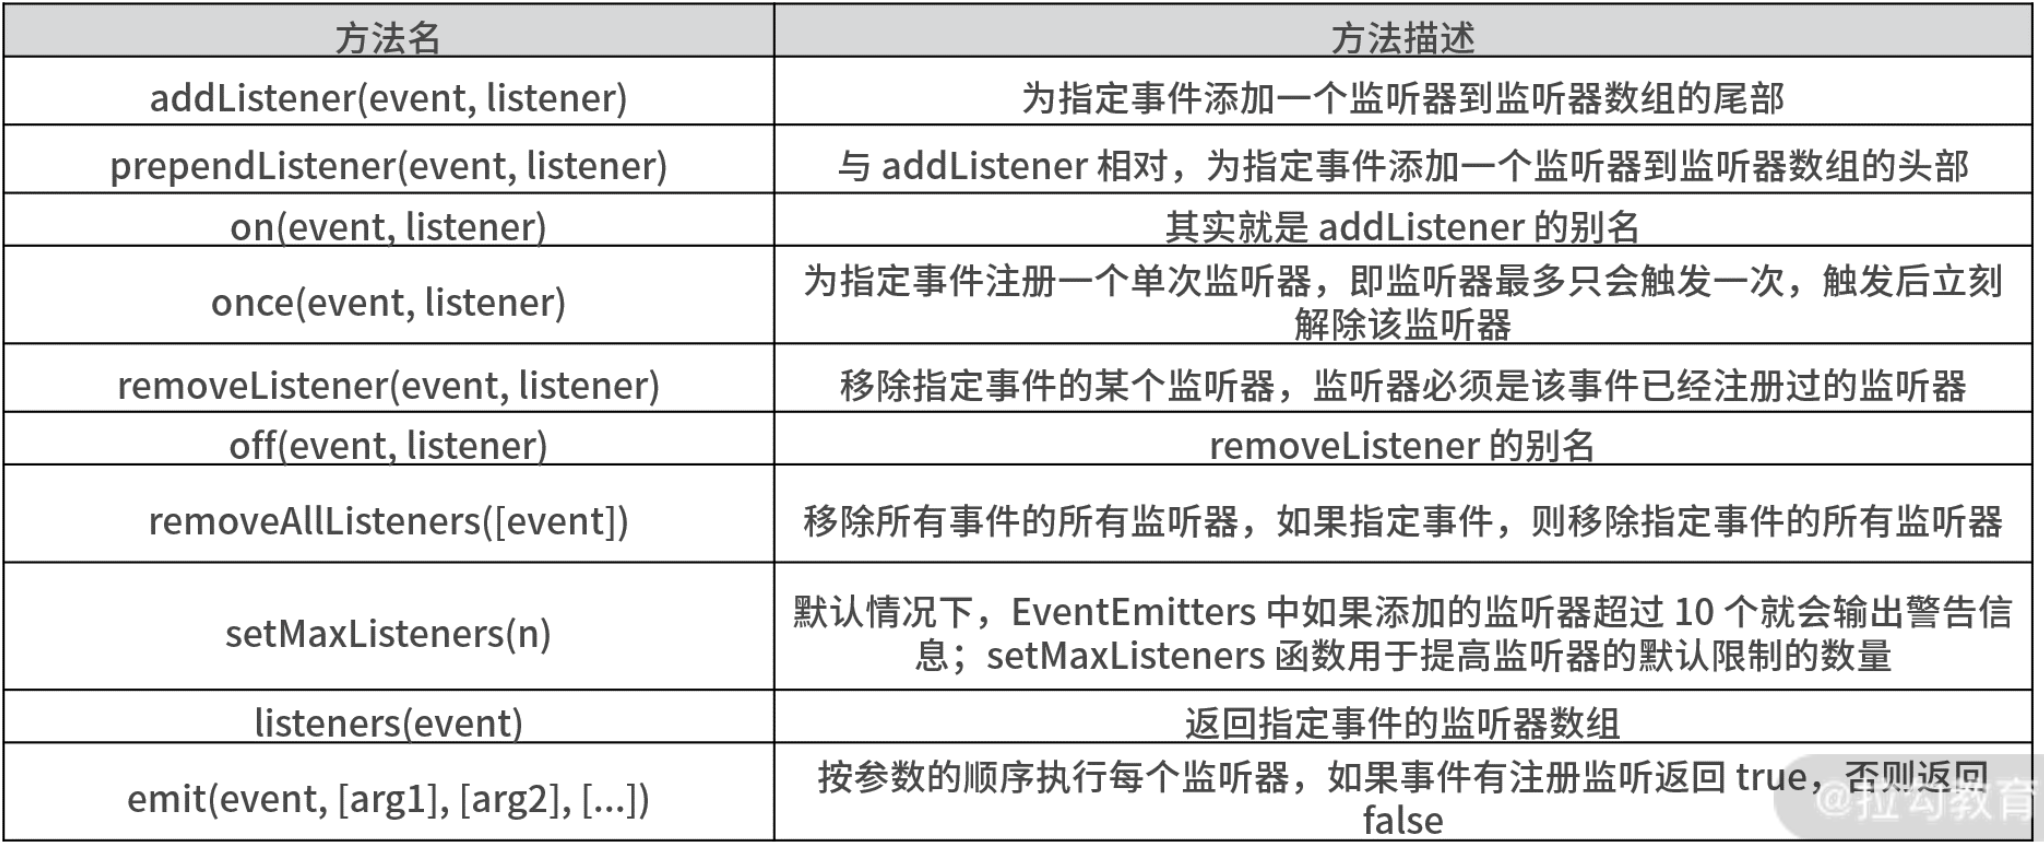 方法名
方法描述
addListener(event, listener)
为指定事件添加一个监听器到监听器数组的尾部
prependListener(event, listener)
与 addListener 相对，为指定事件添加一个监听器到监听器数组的头部
on(event, listener)
其实就是 addListener 的别名
once(event, listener)
为指定事件注册一个单次监听器，即监听器最多只会触发一次，触发后立刻
解除该监听器
removeListener(event, listener)
移除指定事件的某个监听器，监听器必须是该事件已经注册过的监听器
off(event, listener)
removeListener 的别名
removeAllListeners([event])
移除所有事件的所有监听器，如果指定事件，则移除指定事件的所有监听器
setMaxListeners(n)
默认情况下，EventEmitters 中如果添加的监听器超过 10 个就会输出警告信
息；setMaxListeners 函数用于提高监听器的默认限制的数量
listeners(event)
返回指定事件的监听器数组
emit(event, [arg1], [arg2], [...])
按参数的顺序执行每个监听器，如果事件有注册监听返回 true，否则返回
false
@拉勾教育